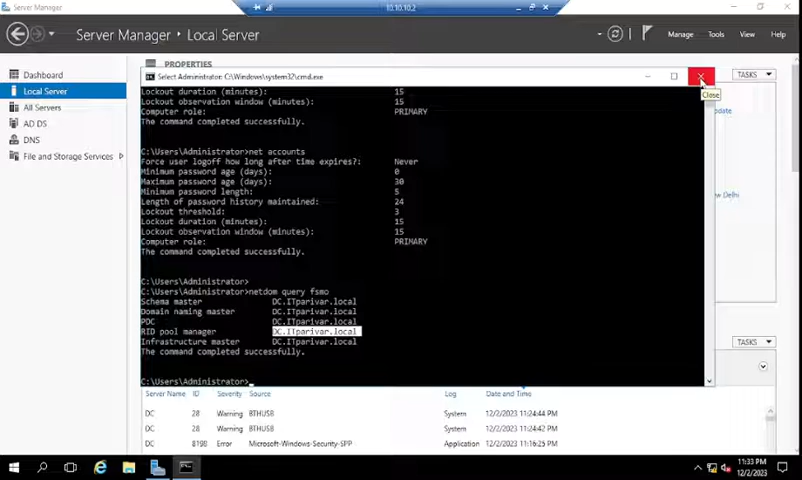 Server Manager
10.10.10.2
Server Manager › Local Server
Manage Tools View Help
PROPERTIES
TASKS
Dashboard
Local Server
All Servers
AD DS
DNS
File and Storage Services
Select Administrator: C:\Windows\system32\cmd.exe
Close
Lockout duration (minutes): 15
Lockout observation window (minutes): 15
Computer role: PRIMARY
The command completed successfully.
C:\Users\Administrator>net accounts
Force user logoff how long after time expires?: Never
Minimum password age (days): 0
Maximum password age (days): 30
Minimum password length: 5
Length of password history maintained: 24
Lockout threshold: 3
Lockout duration (minutes): 15
Lockout observation window (minutes): 15
Computer role: PRIMARY
The command completed successfully.
C:\Users\Administrator>
C:\Users\Administrator>netdom query fsmo
Schema master DC.ITparivar.local
Domain naming master DC.ITparivar.local
PDC DC.ITparivar.local
RID pool manager DC.ITparivar.local
Infrastructure master DC.ITparivar.local
The command completed successfully.
C:\Users\Administrator>
w Delhi
TASKS
Server Name ID Severity Source Log Date and Time
DC 28 Warning BTHUSB System 12/2/2023 11:24:44 PM
DC 28 Warning BTHUSB System 12/2/2023 11:24:42 PM
DC 8198 Error Microsoft-Windows-Security-SPP Application 12/2/2023 11:16:25 PM
11:33 PM
12/2/2023